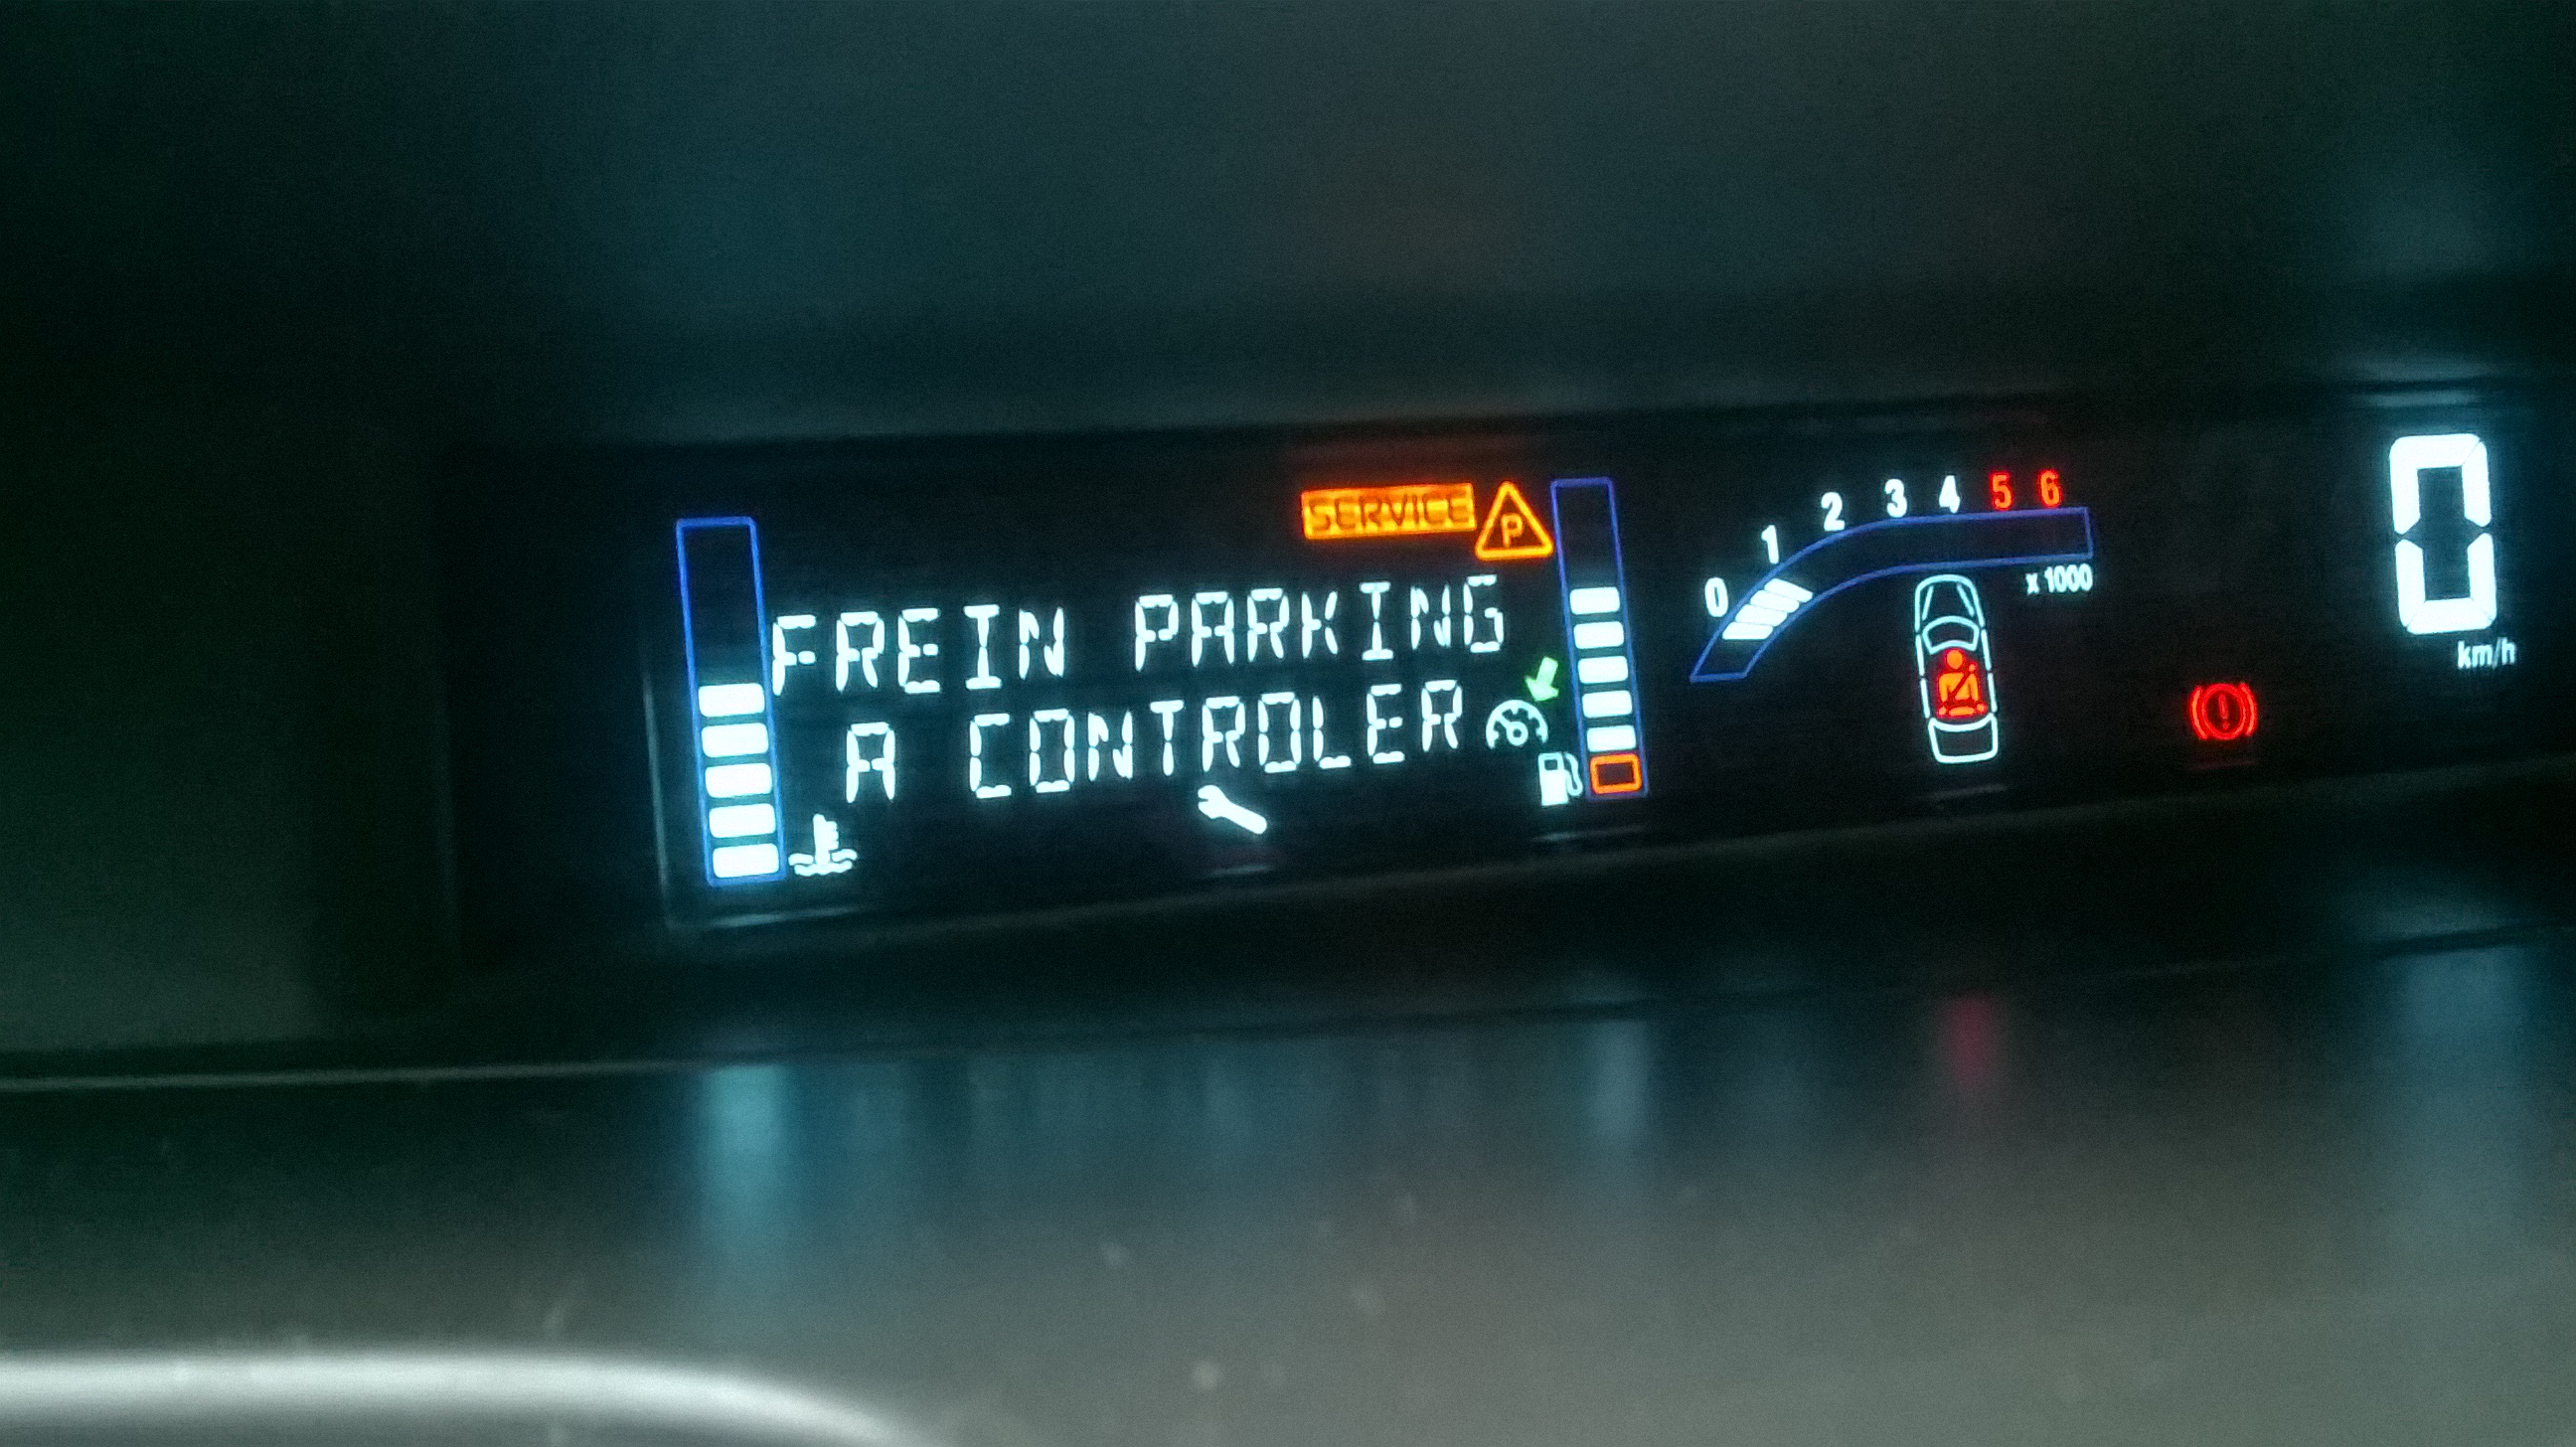 SERVICE P
FREIN PARKING
A CONTROLER
0 1 2 3 4 5 6
x 1000
0
km/h